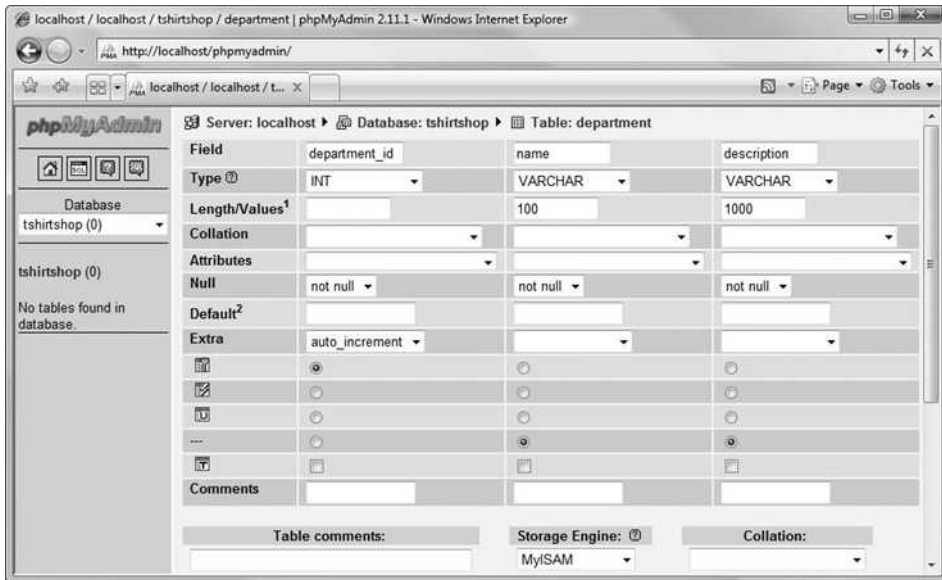 localhost / localhost / tshirtshop / department | phpMyAdmin 2.11.1 - Windows Internet Explorer
http://localhost/phpmyadmin/
localhost / localhost / t... X
Page Tools
phpMyAdmin
Server: localhost Database: tshirtshop Table: department
SQL
Database
tshirtshop (0)
tshirtshop (0)
No tables found in
database.
Field department_id name description
Type INT VARCHAR VARCHAR
Length/Values1 100 1000
Collation
Attributes
Null not null not null not null
Default2
Extra auto_increment
U
---
T
Comments
Table comments: Storage Engine: Collation:
MyISAM